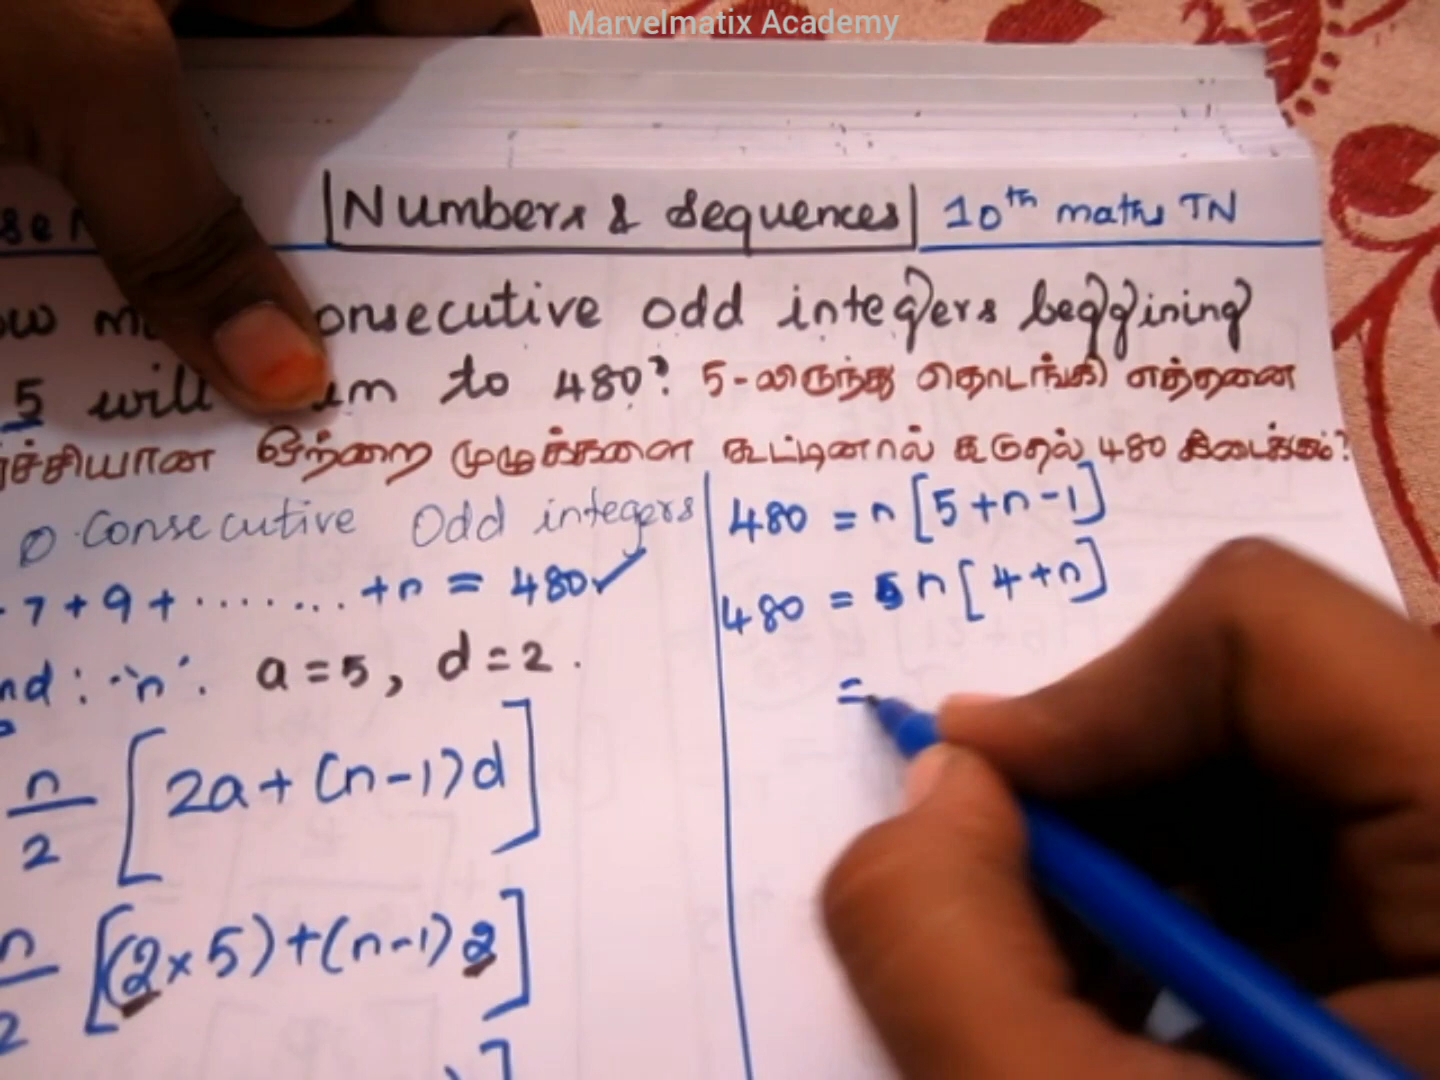 Marvelmatix Academy
Numbers & Sequences 10th maths TN
onsecutive odd integers beggining
5 will um to 480? 5-லிருந்து தொடங்கி எத்தனை
ர்ச்சியான ஒற்றை முழுக்களை கூட்டினால் கூடுதல் 480 கிடைக்கும்?
Consecutive Odd integers
7 + 9 + ........ + n = 480 ✓
nd: "n". a = 5, d = 2.
n/2 [2a + (n-1)d]
n/2 [(2×5) + (n-1)2]
]
480 = n[5+n-1]
480 = n[4+n]
=